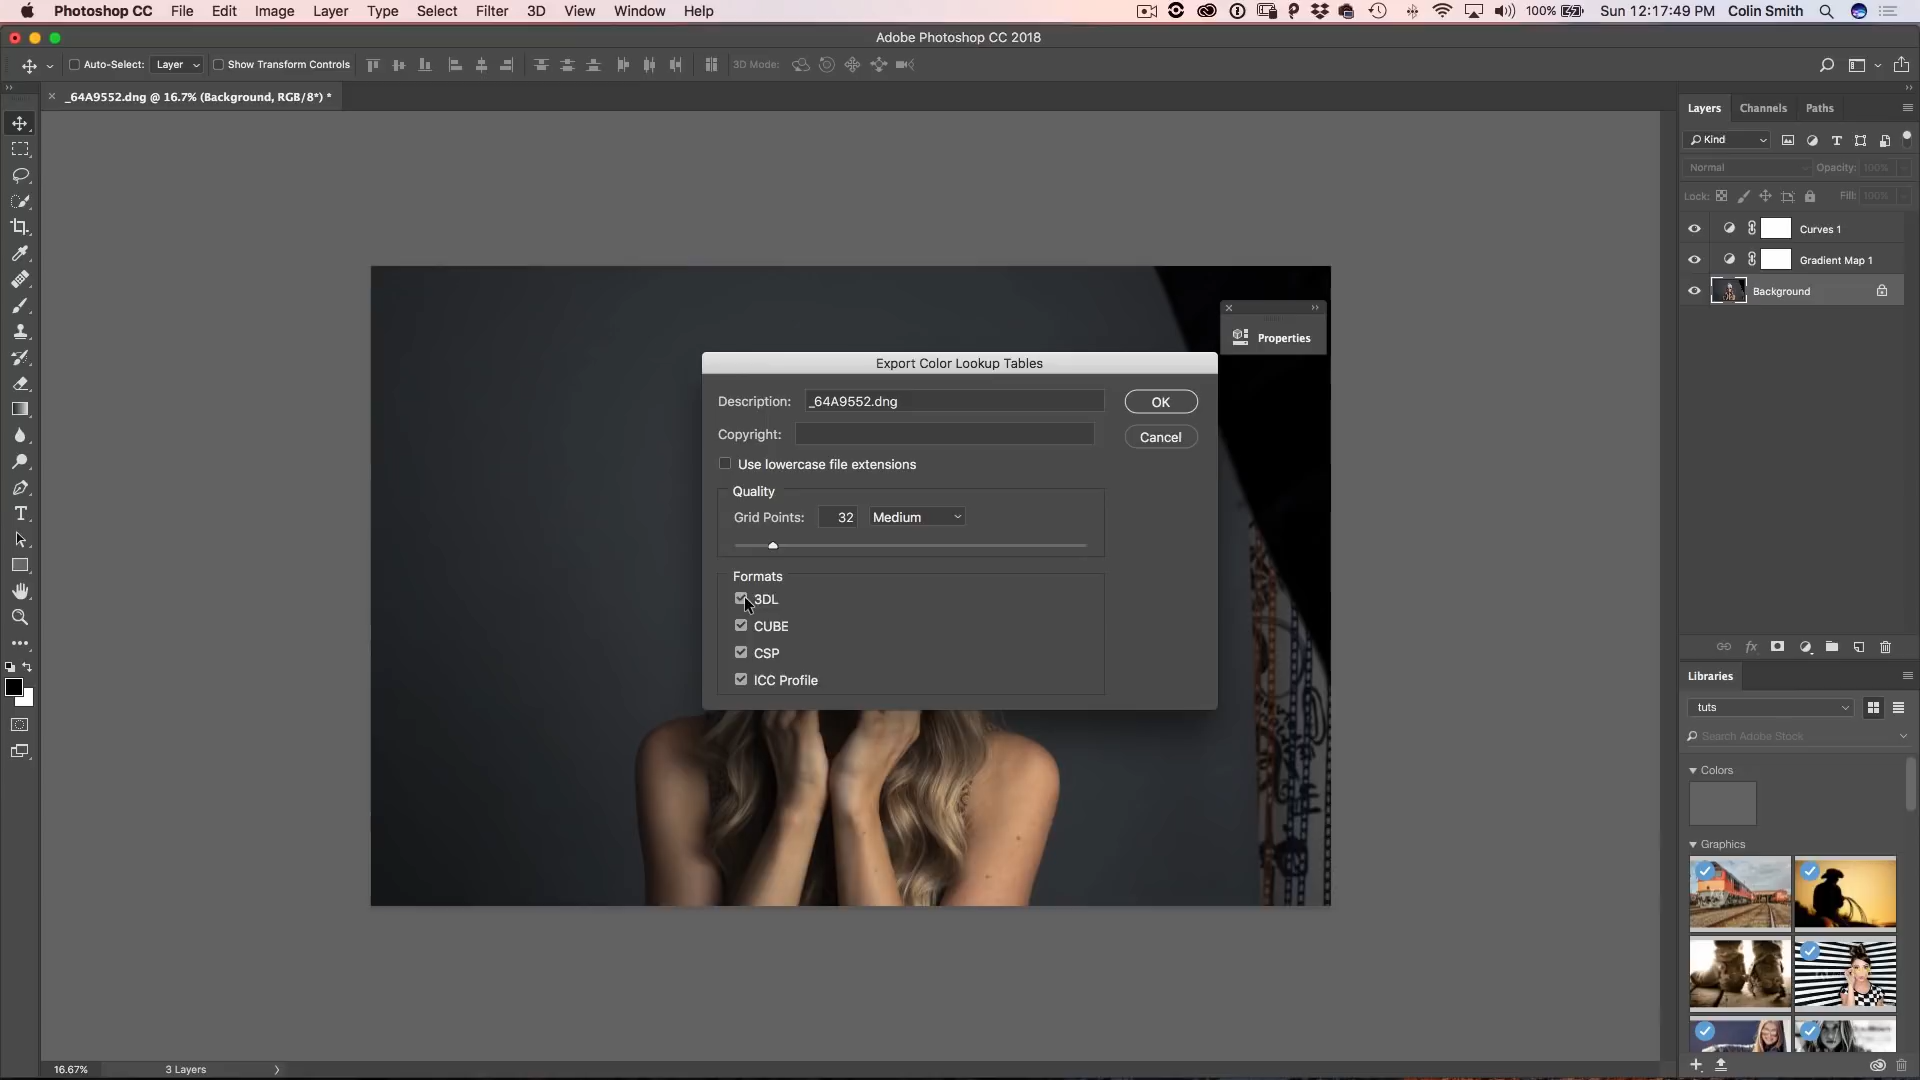 Photoshop CC File Edit Image Layer Type Select Filter 3D View Window Help 100% Sun 12:17:49 PM Colin Smith
Adobe Photoshop CC 2018
Auto-Select: Layer Show Transform Controls 3D Mode:
_64A9552.dng @ 16.7% (Background, RGB/8*) *
Layers Channels Paths
Kind
Normal Opacity: 100%
Lock: Fill: 100%
Curves 1
Gradient Map 1
Background
Properties
Export Color Lookup Tables
Description: _64A9552.dng OK
Copyright: Cancel
Use lowercase file extensions
Quality
Grid Points: 32 Medium
Formats
3DL
CUBE
CSP
ICC Profile
Libraries
tuts
Search Adobe Stock
Colors
Graphics
16.67% 3 Layers